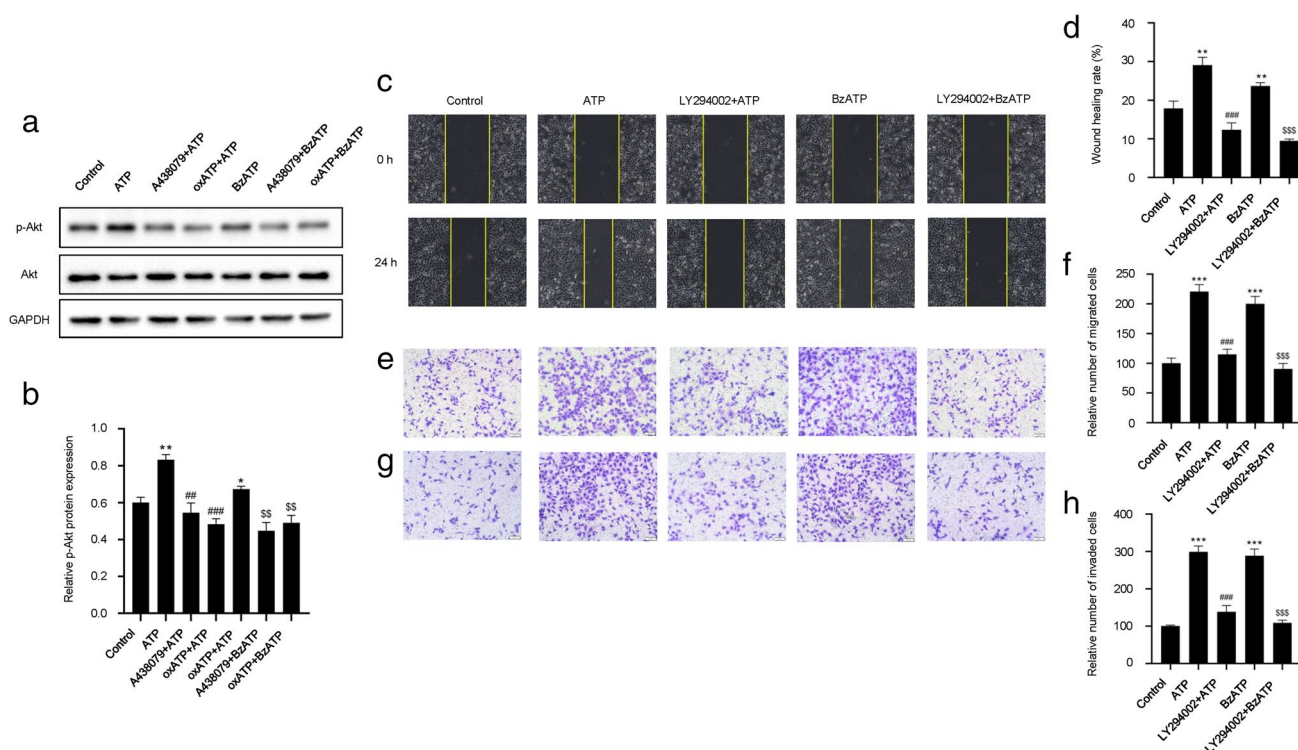 a
Control
ATP
A438079+ATP
oxATP+ATP
BzATP
A438079+BzATP
oxATP+BzATP
p-Akt
Akt
GAPDH
b
Relative p-Akt protein expression
1.0
0.8
0.6
0.4
0.2
0.0
**
##
###
*
$$
$$
Control
ATP
A438079+ATP
oxATP+ATP
oxATP+ATP
A438079+BzATP
oxATP+BzATP
c
Control
ATP
LY294002+ATP
BzATP
LY294002+BzATP
0 h
24 h
e
g
d
Wound healing rate (%)
40
30
20
10
0
**
###
**
$$$
Control
ATP
LY294002+ATP
BzATP
LY294002+BzATP
f
Relative number of migrated cells
250
200
150
100
50
0
***
###
***
$$$
Control
ATP
LY294002+ATP
BzATP
LY294002+BzATP
h
Relative number of invaded cells
400
300
200
100
0
***
###
***
$$$
Control
ATP
LY294002+ATP
BzATP
LY294002+BzATP